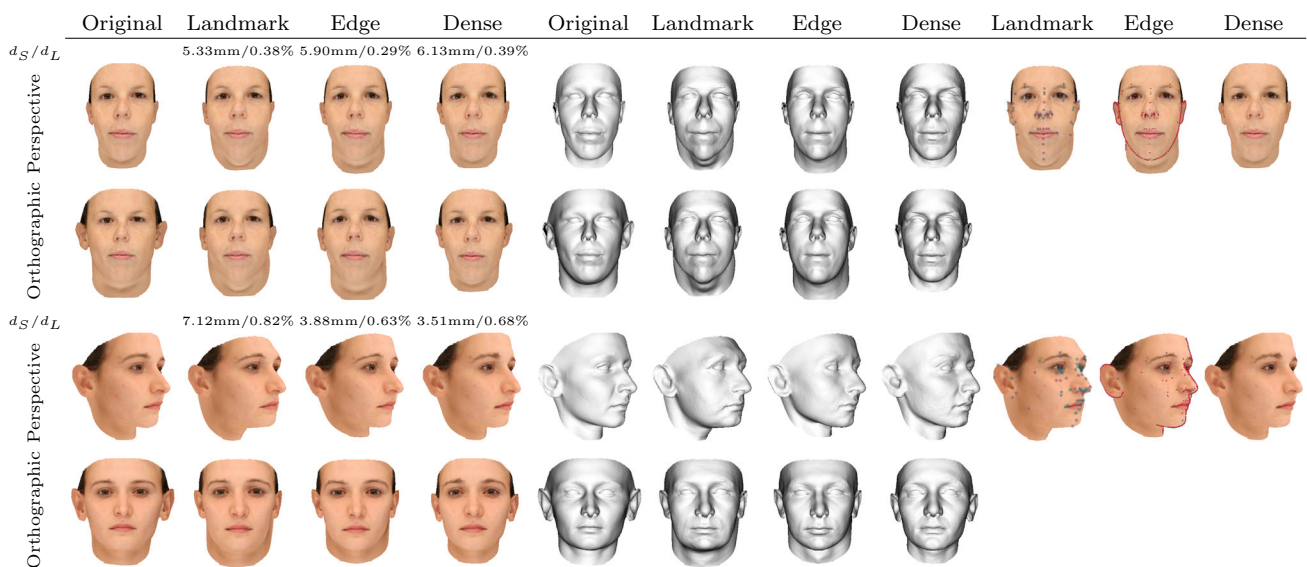 Original Landmark Edge Dense Original Landmark Edge Dense Landmark Edge Dense
d_S/d_L 5.33mm/0.38% 5.90mm/0.29% 6.13mm/0.39%
Perspective
Orthographic
d_S/d_L 7.12mm/0.82% 3.88mm/0.63% 3.51mm/0.68%
Perspective
Orthographic